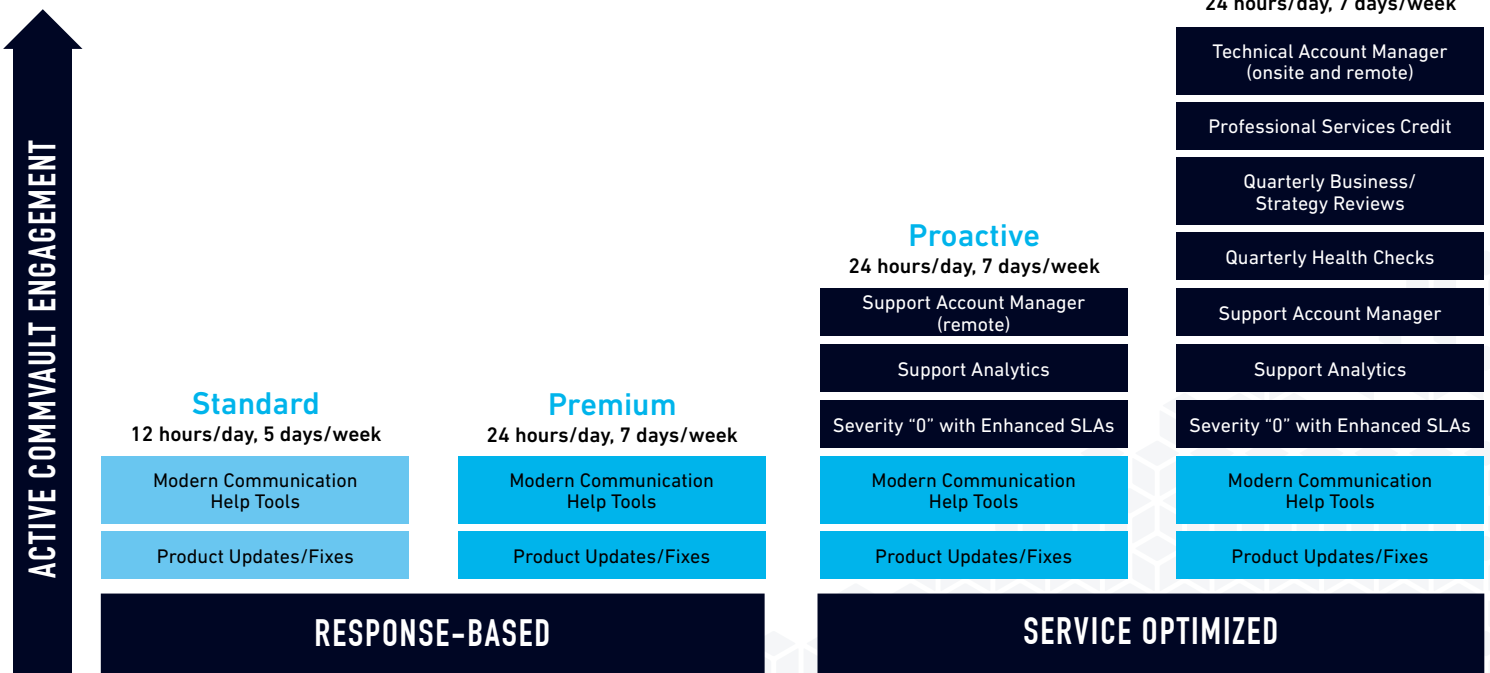 ACTIVE COMMVAULT ENGAGEMENT
Standard
12 hours/day, 5 days/week
Modern Communication
Help Tools
Product Updates/Fixes
Premium
24 hours/day, 7 days/week
Modern Communication
Help Tools
Product Updates/Fixes
RESPONSE-BASED
Proactive
24 hours/day, 7 days/week
Support Account Manager
(remote)
Support Analytics
Severity “0” with Enhanced SLAs
Modern Communication
Help Tools
Product Updates/Fixes
24 hours/day, 7 days/week
Technical Account Manager
(onsite and remote)
Professional Services Credit
Quarterly Business/
Strategy Reviews
Quarterly Health Checks
Support Account Manager
Support Analytics
Severity “0” with Enhanced SLAs
Modern Communication
Help Tools
Product Updates/Fixes
SERVICE OPTIMIZED